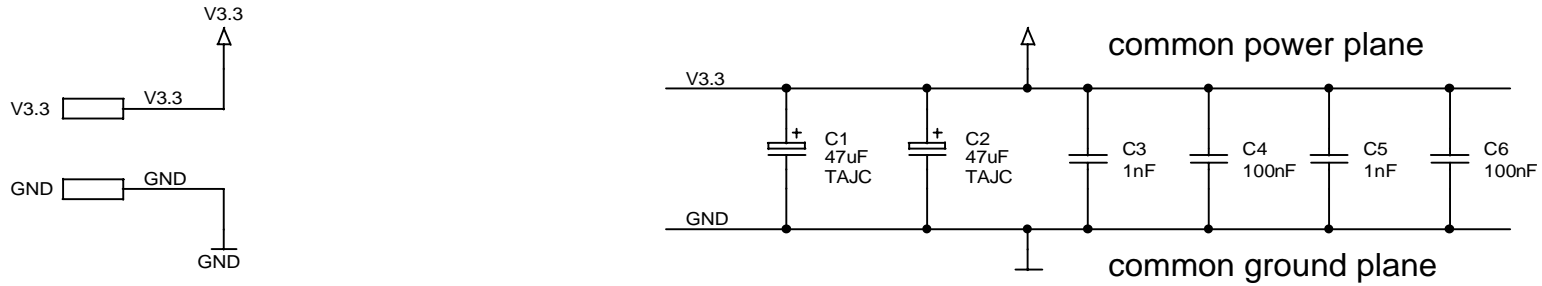 V3.3
V3.3
V3.3
GND
GND
GND
common power plane
V3.3
+
C1
47uF
TAJC
+
C2
47uF
TAJC
C3
1nF
C4
100nF
C5
1nF
C6
100nF
GND
common ground plane